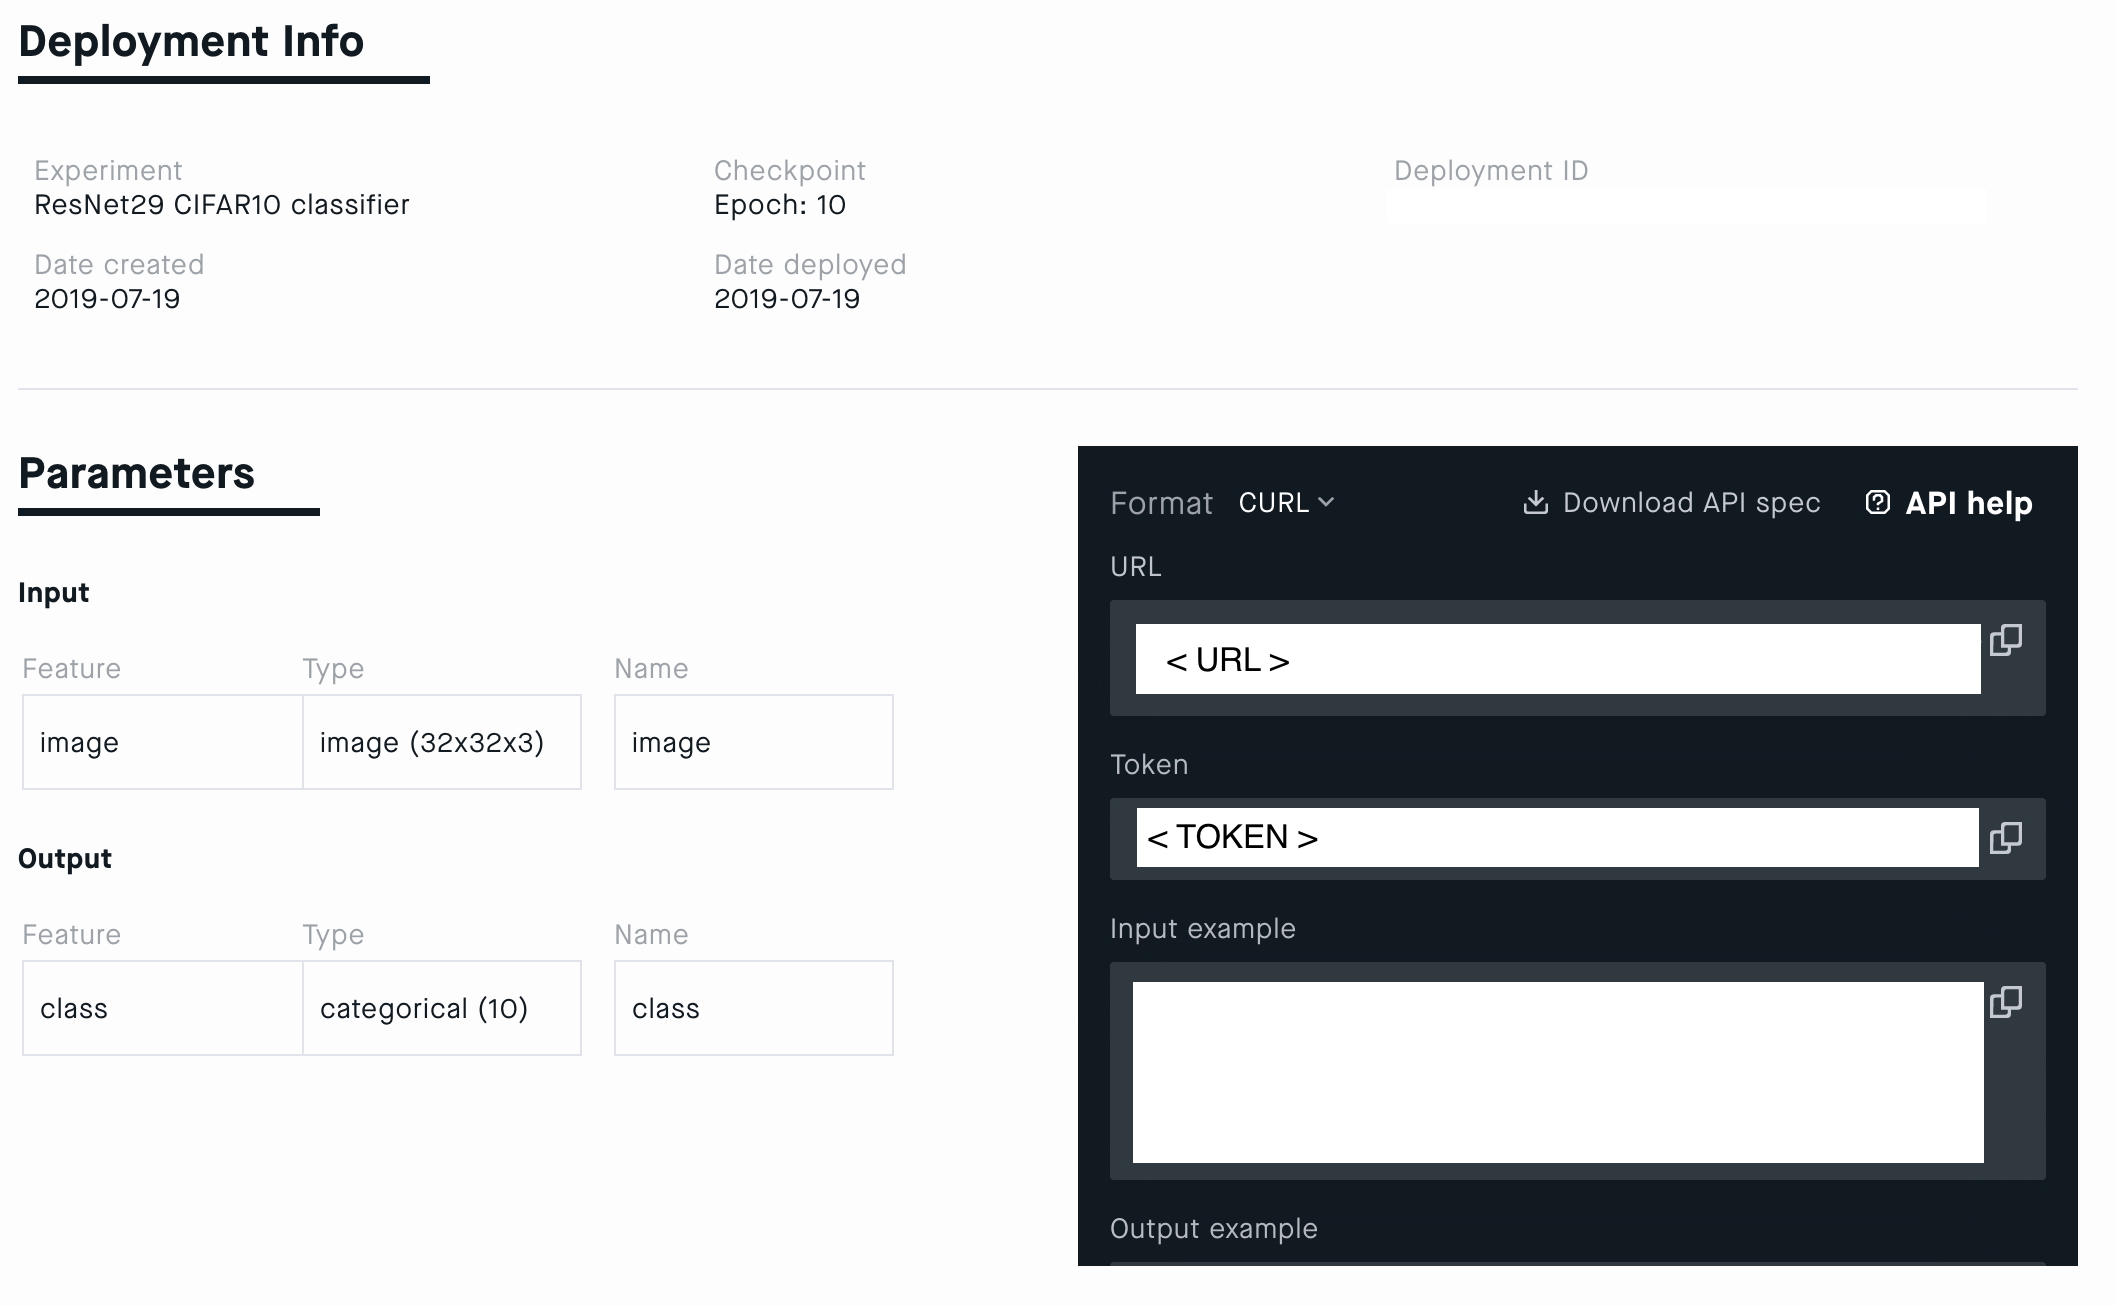 Deployment Info
Experiment
ResNet29 CIFAR10 classifier
Checkpoint
Epoch: 10
Deployment ID
Date created
2019-07-19
Date deployed
2019-07-19
Parameters
Input
Feature Type Name
image image (32x32x3) image
Output
Feature Type Name
class categorical (10) class
Format CURL Download API spec API help
URL
< URL >
Token
< TOKEN >
Input example
Output example